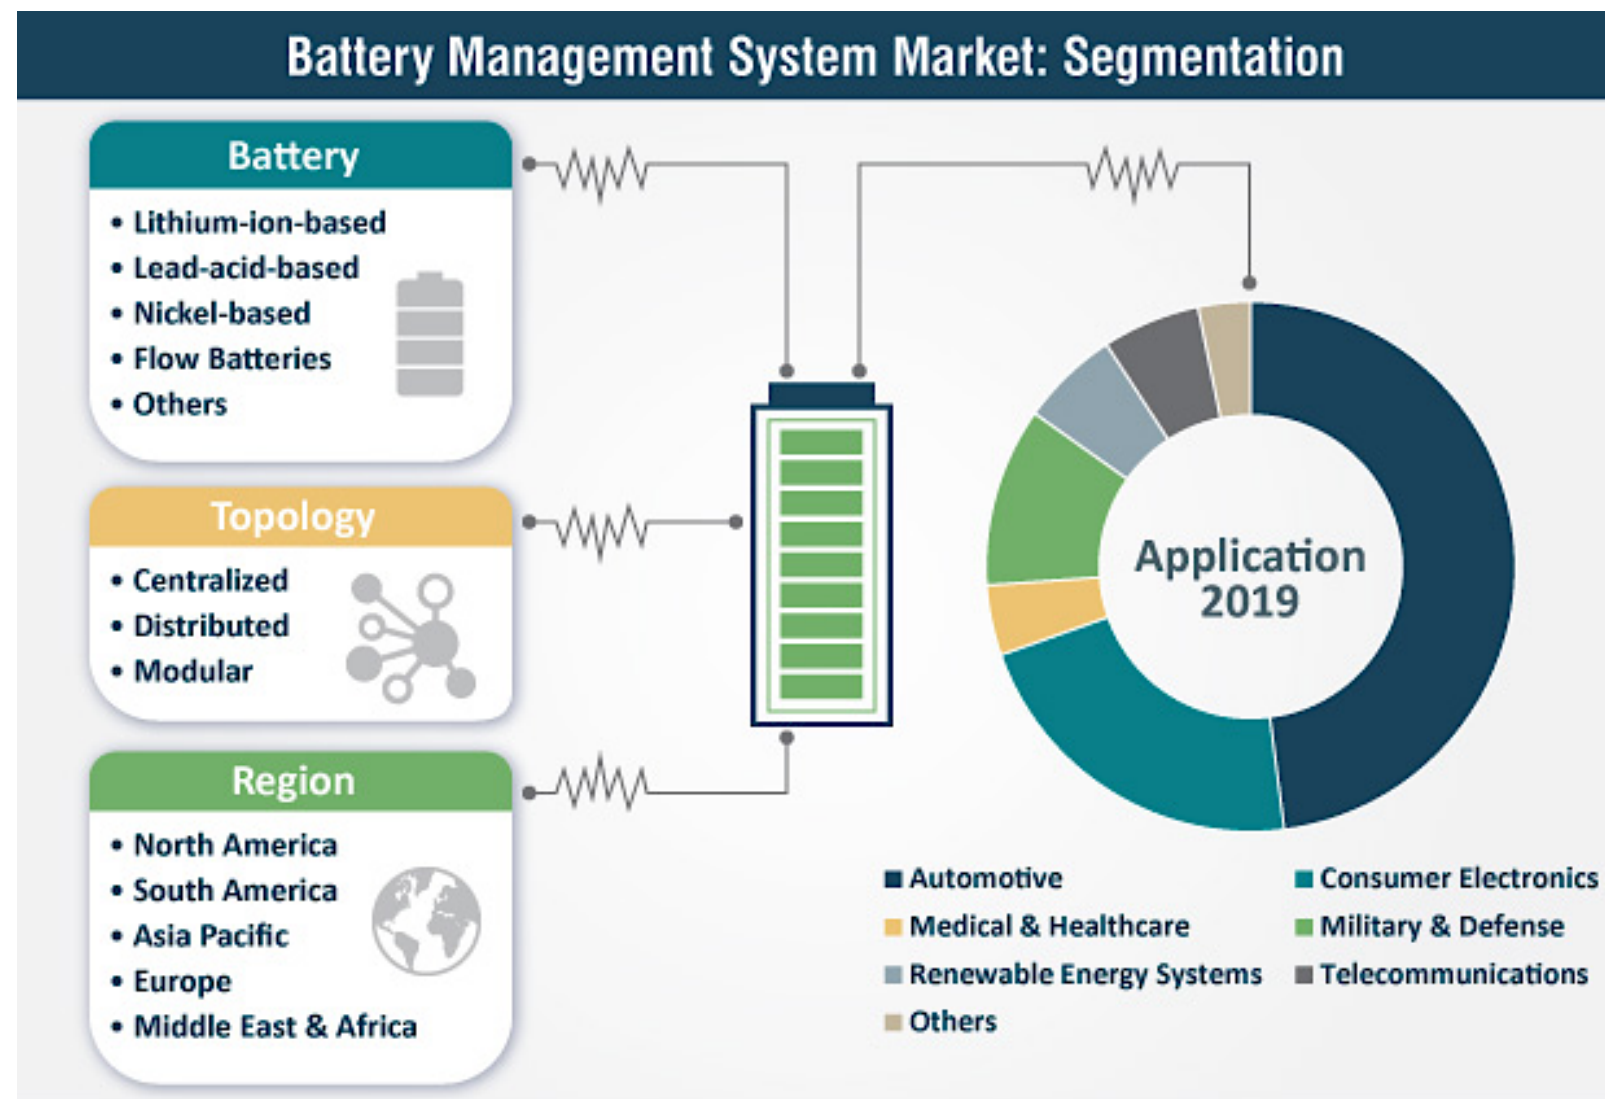 Battery Management System Market: Segmentation
Battery
• Lithium-ion-based
• Lead-acid-based
• Nickel-based
• Flow Batteries
• Others
Topology
• Centralized
• Distributed
• Modular
Region
• North America
• South America
• Asia Pacific
• Europe
• Middle East & Africa
Application
2019
Automotive
Consumer Electronics
Medical & Healthcare
Military & Defense
Renewable Energy Systems
Telecommunications
Others